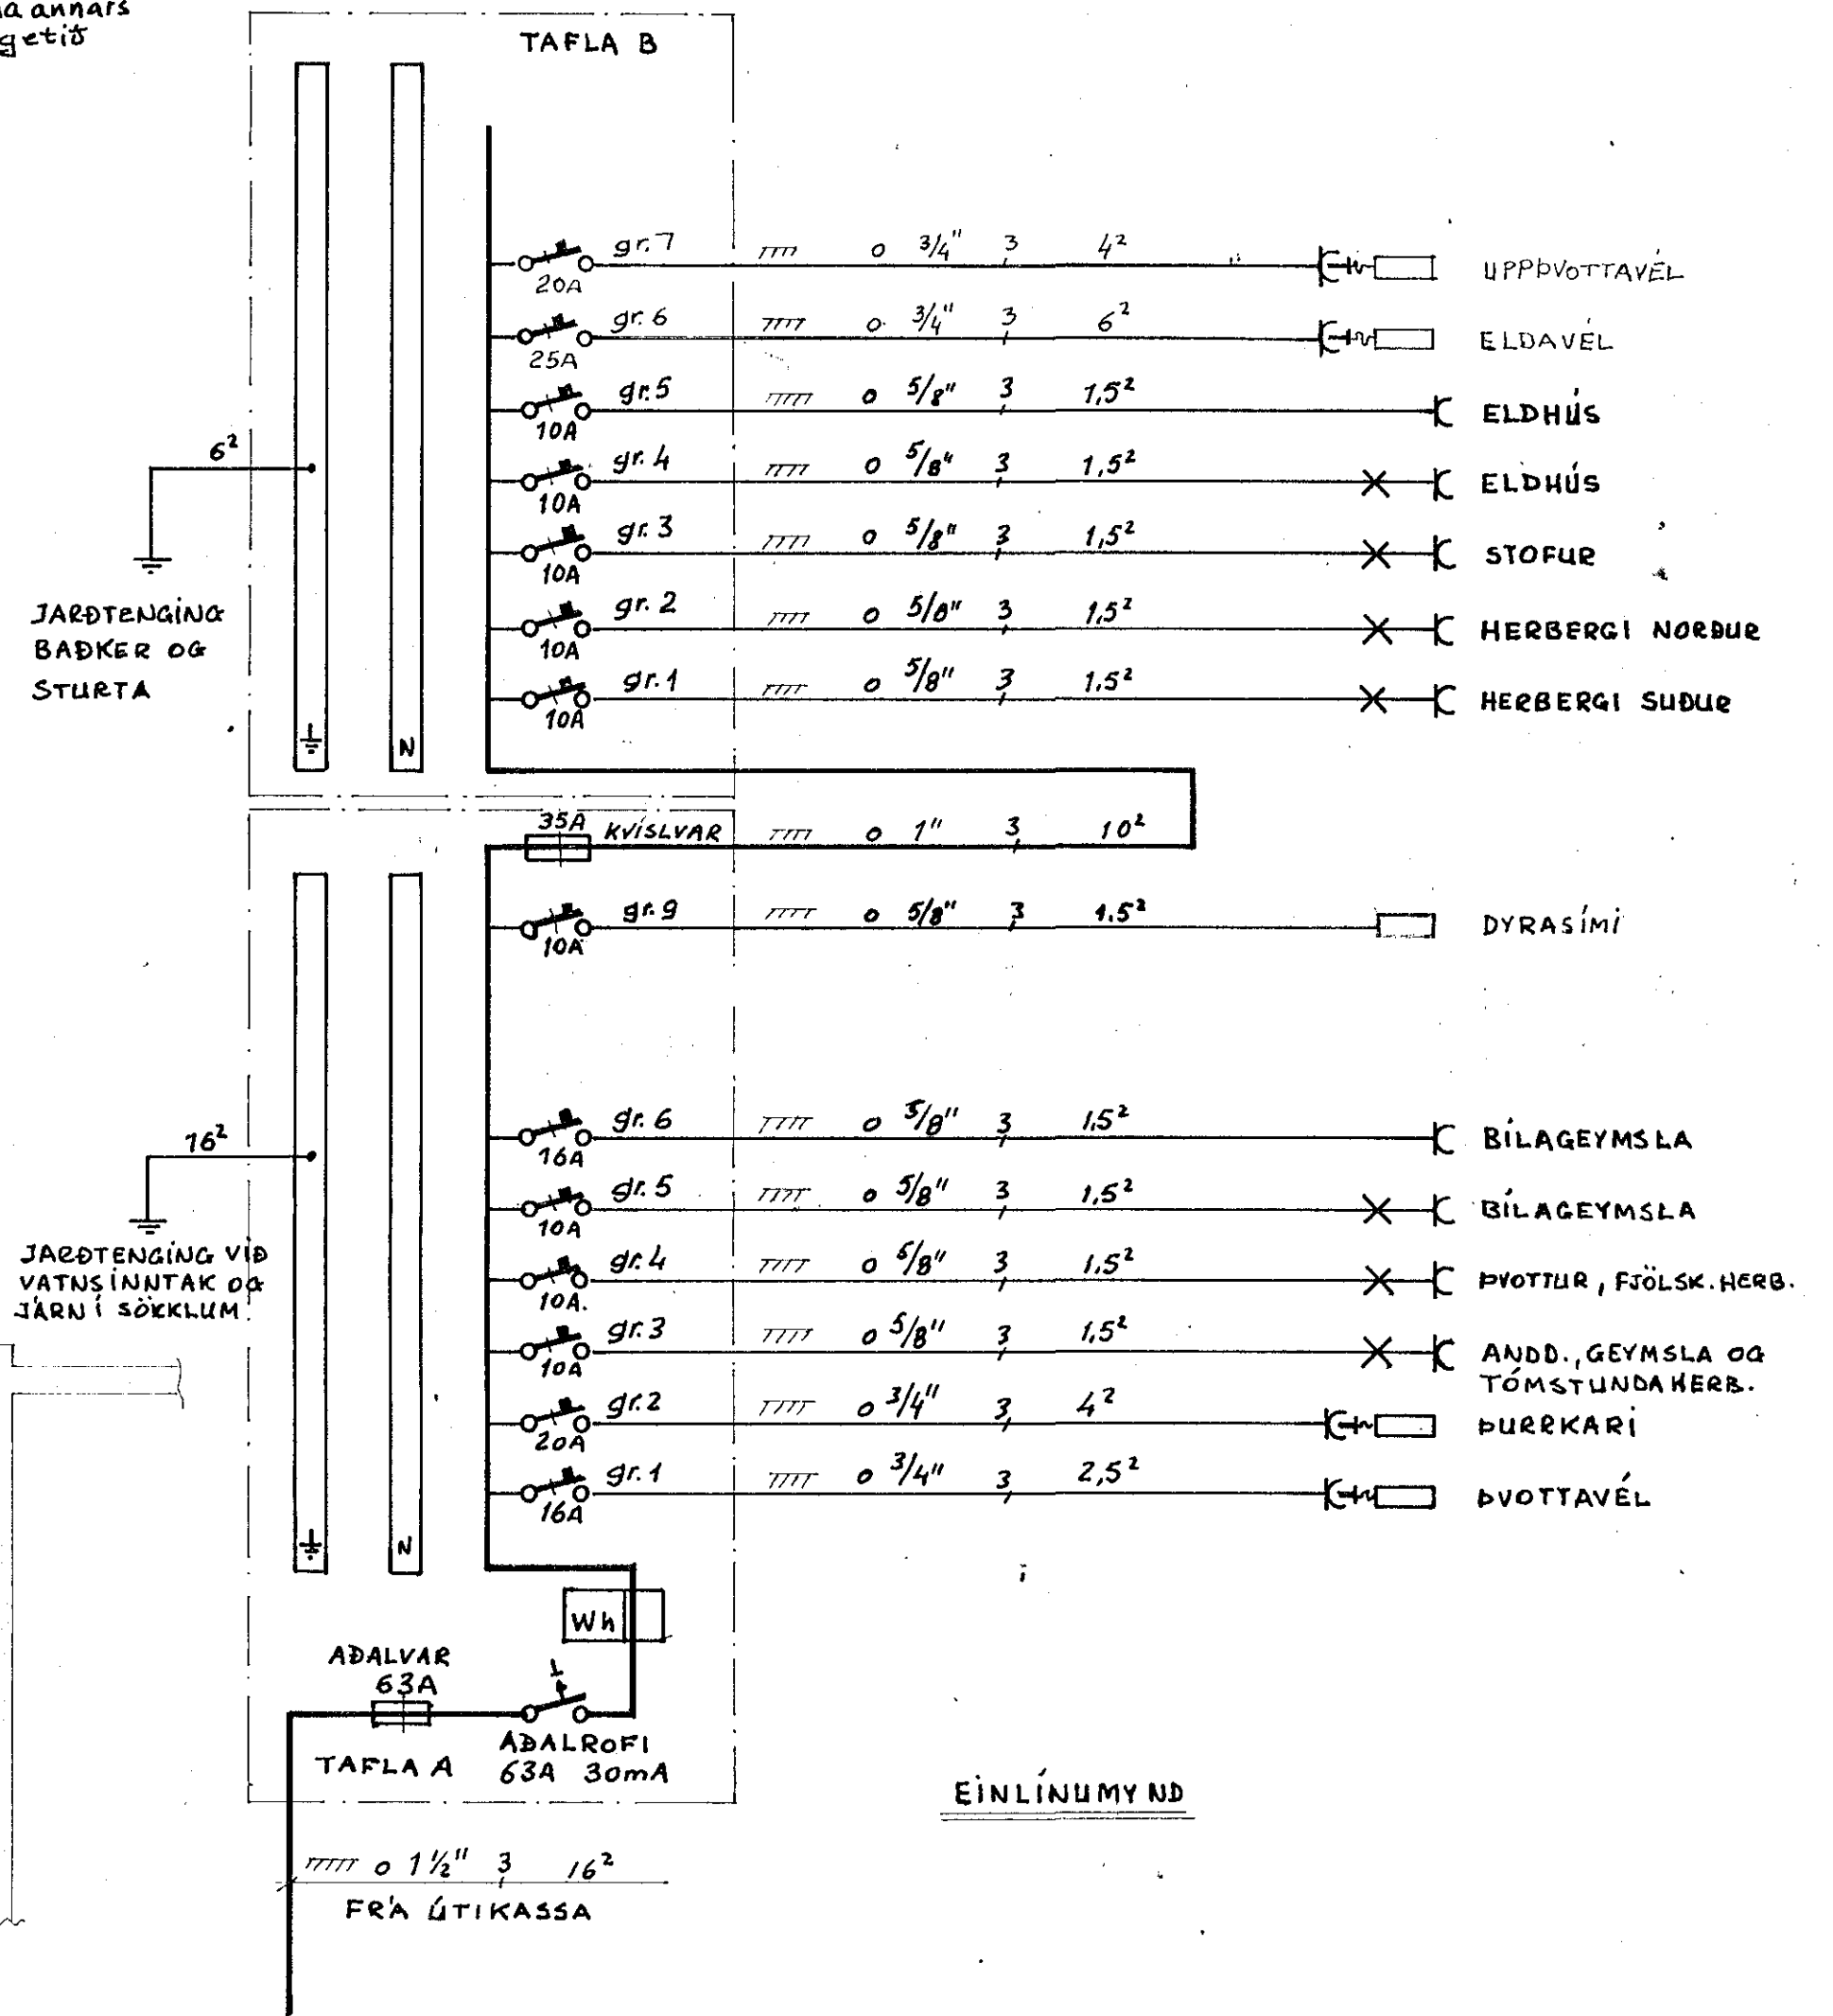 annars
getið
TAFLA B
gr.7 o 3/4" 3 4²
20A
UPPÞVOTTAVÉL
gr.6 o 3/4" 3 6²
25A
ELDAVÉL
gr.5 o 5/8" 3 1,5²
10A
ELDHÚS
gr.4 o 5/8" 3 1,5²
10A
ELDHÚS
gr.3 o 5/8" 3 1,5²
10A
STOFUR
gr.2 o 5/8" 3 1,5²
10A
HERBERGI NORÐUR
gr.1 o 5/8" 3 1,5²
10A
HERBERGI SUÐUR
6²
JARÐTENGING
BAÐKER OG
STURTA
N
35A KVÍSLVAR o 1" 3 10²
gr.9 o 5/8" 3 1.5²
10A
DYRASÍMI
gr.6 o 5/8" 3 1,5²
16A
BÍLAGEYMSLA
gr.5 o 5/8" 3 1,5²
10A
BÍLAGEYMSLA
gr.4 o 5/8" 3 1,5²
10A.
ÞVOTTUR, FJÖLSK. HERB.
gr.3 o 5/8" 3 1,5²
10A
ANDD., GEYMSLA OG
TÓMSTUNDAHERB.
gr.2 o 3/4" 3 4²
20A
ÞURRKARI
gr.1 o 3/4" 3 2,5²
16A
ÞVOTTAVÉL
16²
JARÐTENGING VIÐ
VATNSINNTAK OG
JÁRN Í SÖKKLUM
N
Wh
AÐALVAR
63A
TAFLA A
AÐALROFI
63A 30mA
EINLÍNUMYND
o 1½" 3 16²
FRÁ ÚTIKASSA